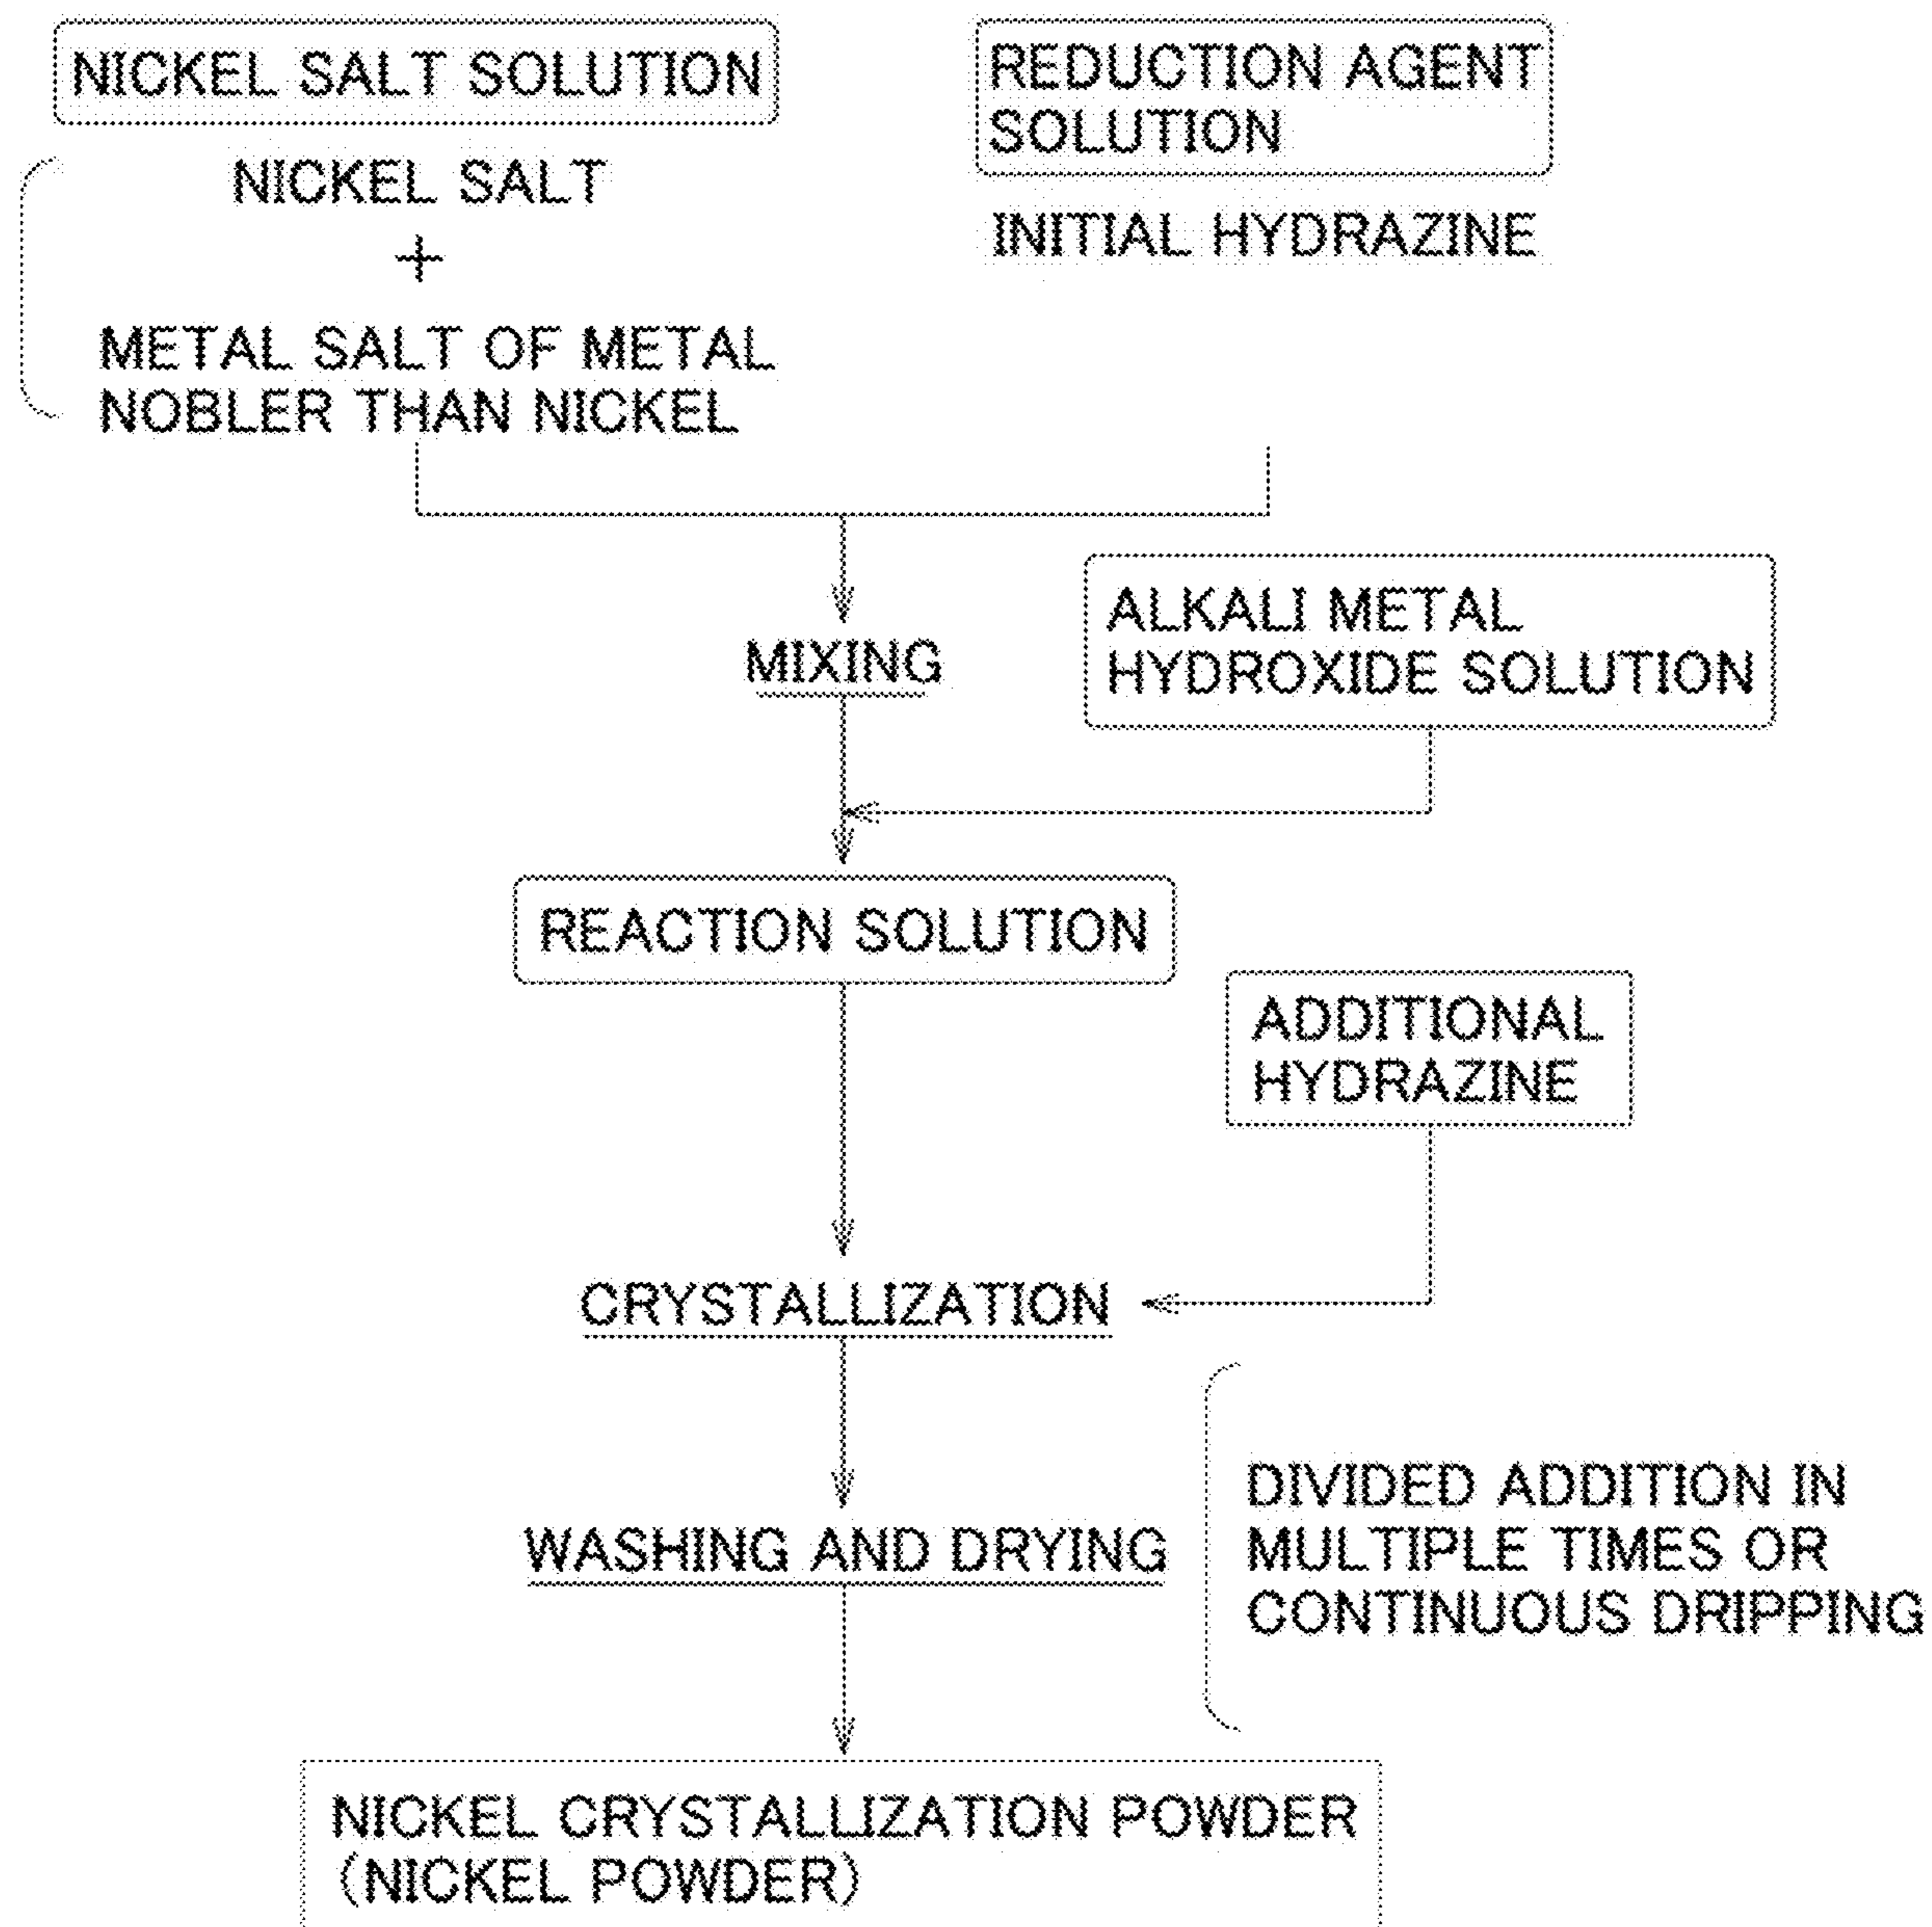 NICKEL SALT SOLUTION
NICKEL SALT
+
METAL SALT OF METAL
NOBLER THAN NICKEL
REDUCTION AGENT
SOLUTION
INITIAL HYDRAZINE
MIXING
ALKALI METAL
HYDROXIDE SOLUTION
REACTION SOLUTION
ADDITIONAL
HYDRAZINE
CRYSTALLIZATION
DIVIDED ADDITION IN
MULTIPLE TIMES OR
CONTINUOUS DRIPPING
WASHING AND DRYING
NICKEL CRYSTALLIZATION POWDER
(NICKEL POWDER)